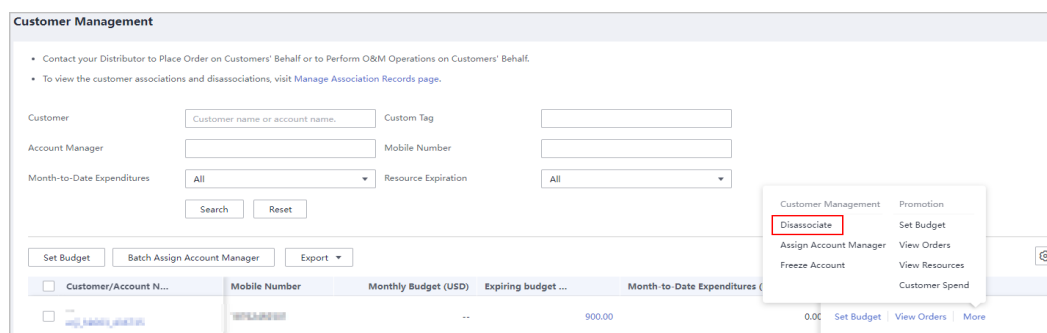 Customer Management
• Contact your Distributor to Place Order on Customers' Behalf or to Perform O&M Operations on Customers' Behalf.
• To view the customer associations and disassociations, visit Manage Association Records page.
Customer Customer name or account name. Custom Tag
Account Manager Mobile Number
Month-to-Date Expenditures All Resource Expiration All
Search Reset
Customer Management Promotion
Disassociate Set Budget
Assign Account Manager View Orders
Freeze Account View Resources
Customer Spend
Set Budget Batch Assign Account Manager Export
Customer/Account N... Mobile Number Monthly Budget (USD) Expiring budget ... Month-to-Date Expenditures (
-- 900.00 0.00 Set Budget View Orders More